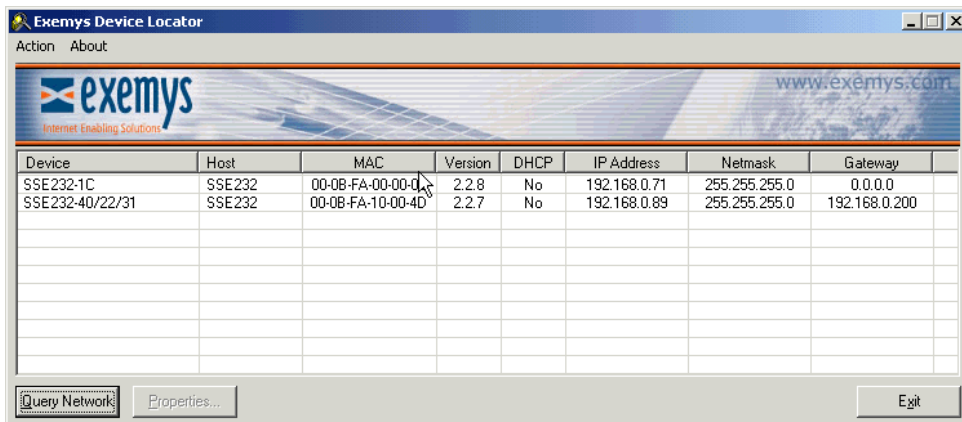 Exemys Device Locator
Action About
exemys
Internet Enabling Solutions
www.exemys.com
Device Host MAC Version DHCP IP Address Netmask Gateway
SSE232-1C SSE232 2.2.8 No 192.168.0.71 255.255.255.0 0.0.0.0
SSE232-40/22/31 SSE232 00-0B-FA-10-00-4D 2.2.7 No 192.168.0.89 255.255.255.0 192.168.0.200
Query Network Properties... Exit